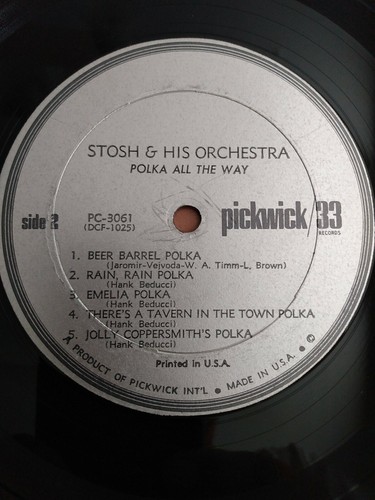 STOSH & HIS ORCHESTRA
POLKA ALL THE WAY
side 2
PC-3061
(DCF-1025)
pickwick/33
RECORDS
1. BEER BARREL POLKA
(Jaromir-Vejvoda-W. A. Timm-L, Brown)
2. RAIN, RAIN POLKA
(Hank Beducci)
3. EMELIA POLKA
(Hank Beducci)
4. THERE'S A TAVERN IN THE TOWN POLKA
(Hank Beducci)
5. JOLLY COPPERSMITH'S POLKA
(Hank Beducci)
Printed in U.S.A.
A PRODUCT OF PICKWICK INT'L • MADE IN U.S.A. • ©